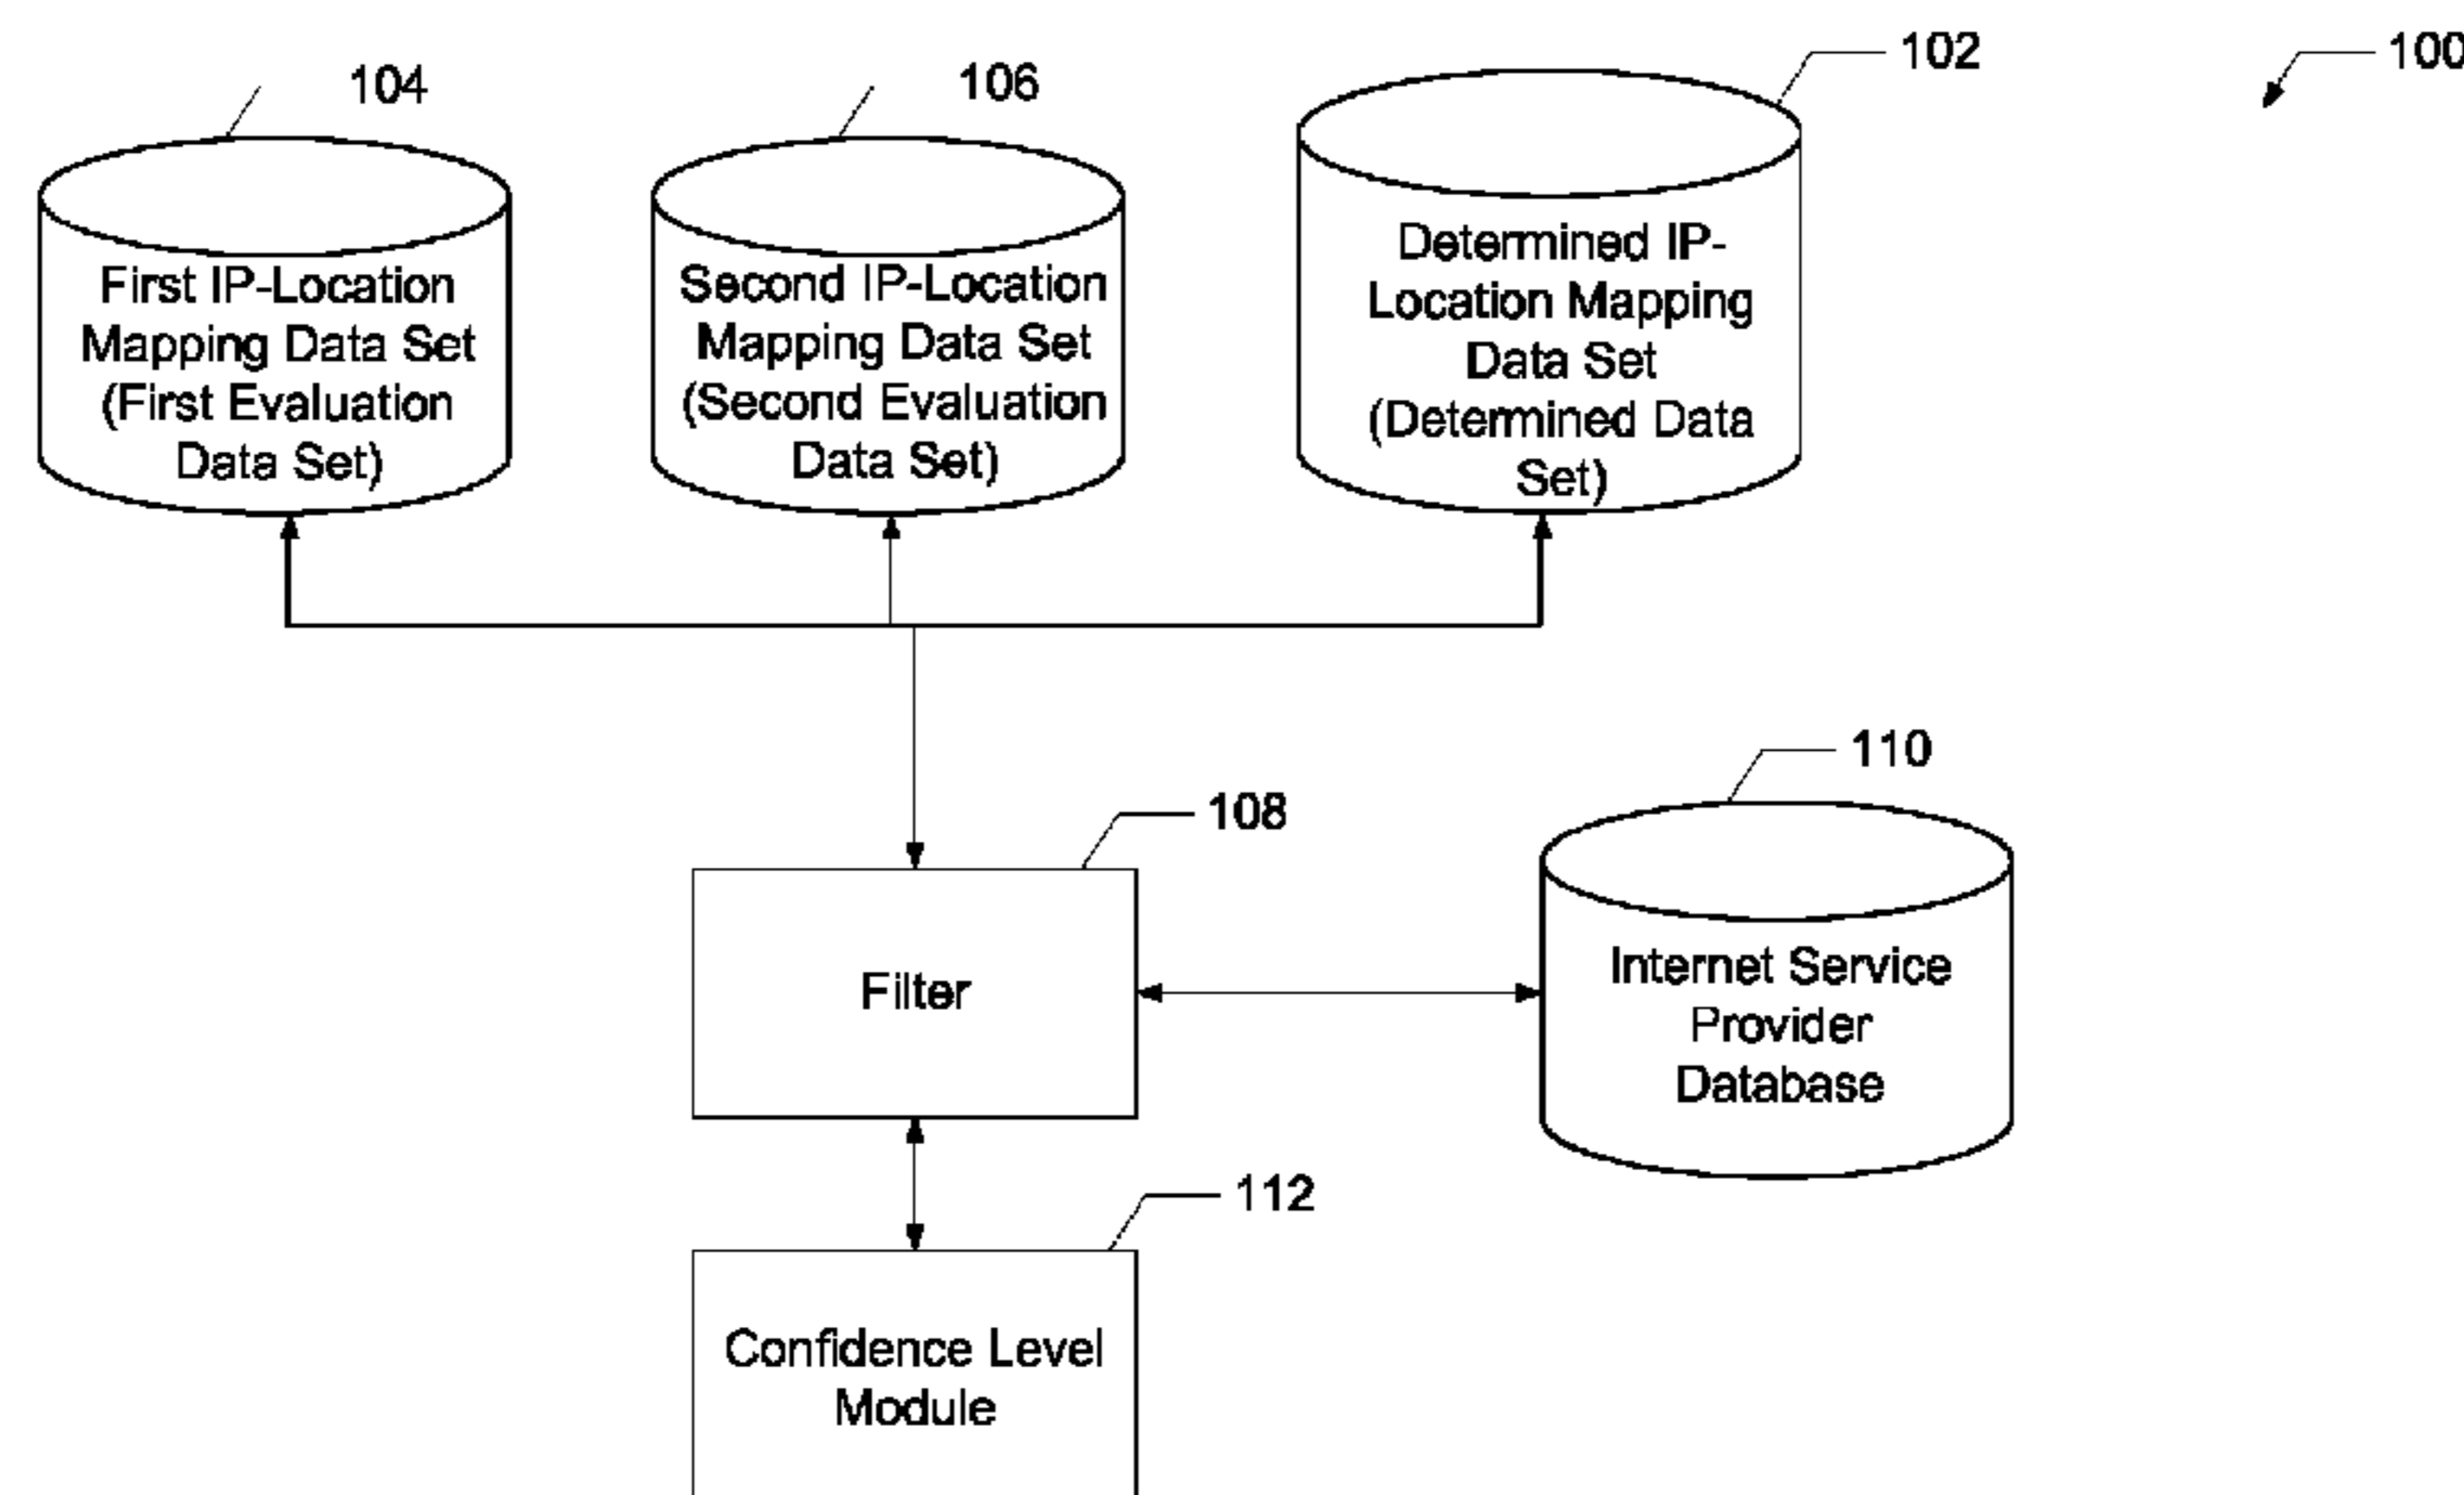 104
106
102
100
First IP-Location
Mapping Data Set
(First Evaluation
Data Set)
Second IP-Location
Mapping Data Set
(Second Evaluation
Data Set)
Determined IP-
Location Mapping
Data Set
(Determined Data
Set)
110
108
Filter
Internet Service
Provider
Database
112
Confidence Level
Module